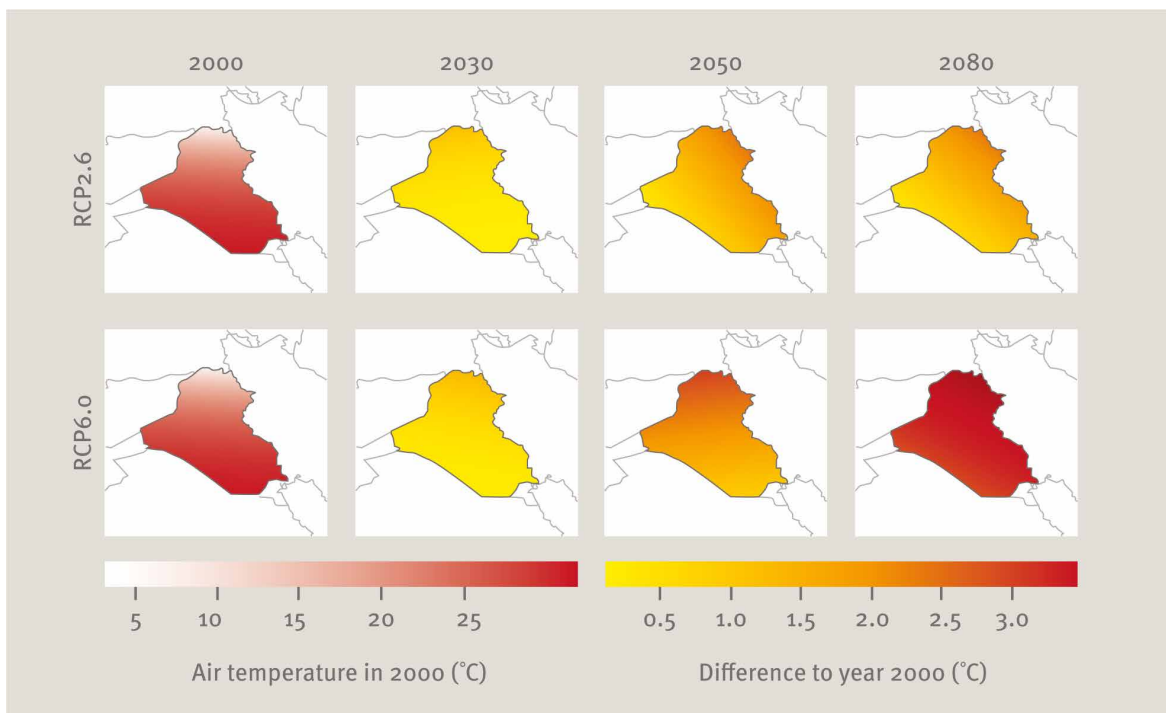 2000 2030 2050 2080
RCP2.6
RCP6.0
5 10 15 20 25
0.5 1.0 1.5 2.0 2.5 3.0
Air temperature in 2000 (°C)
Difference to year 2000 (°C)